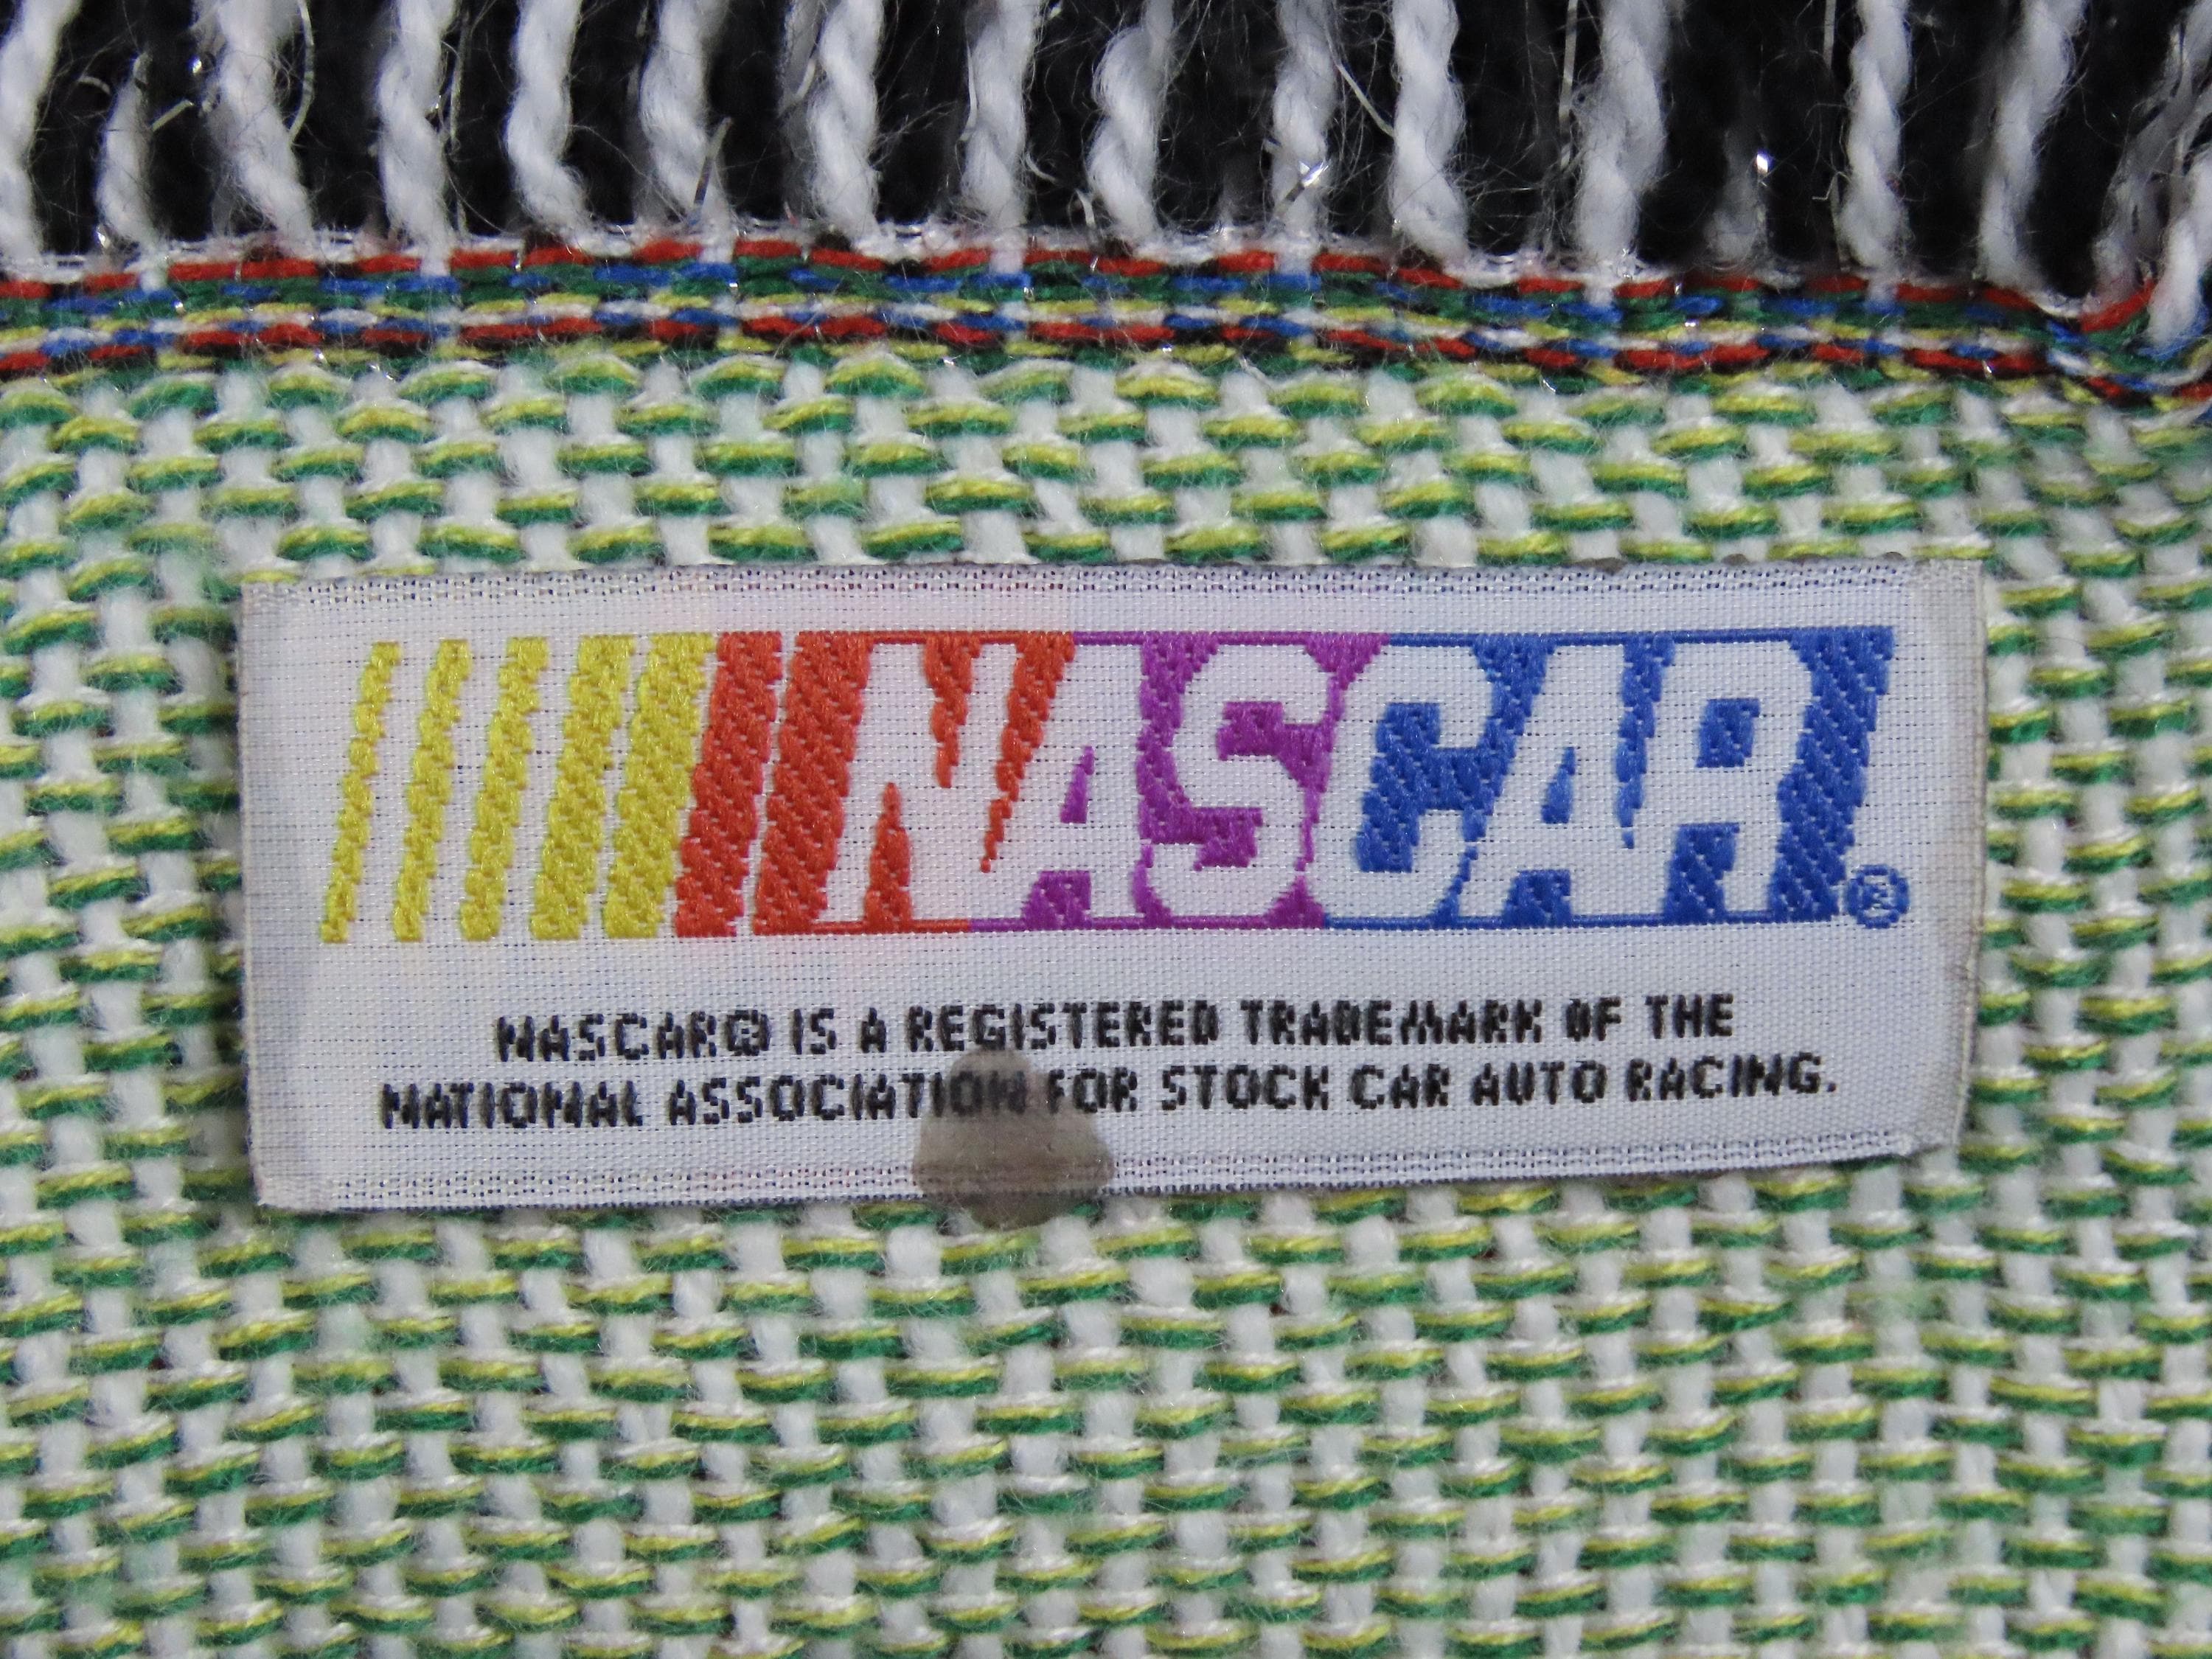 NASCAR®
NASCAR® IS A REGISTERED TRADEMARK OF THE
NATIONAL ASSOCIATION FOR STOCK CAR AUTO RACING.